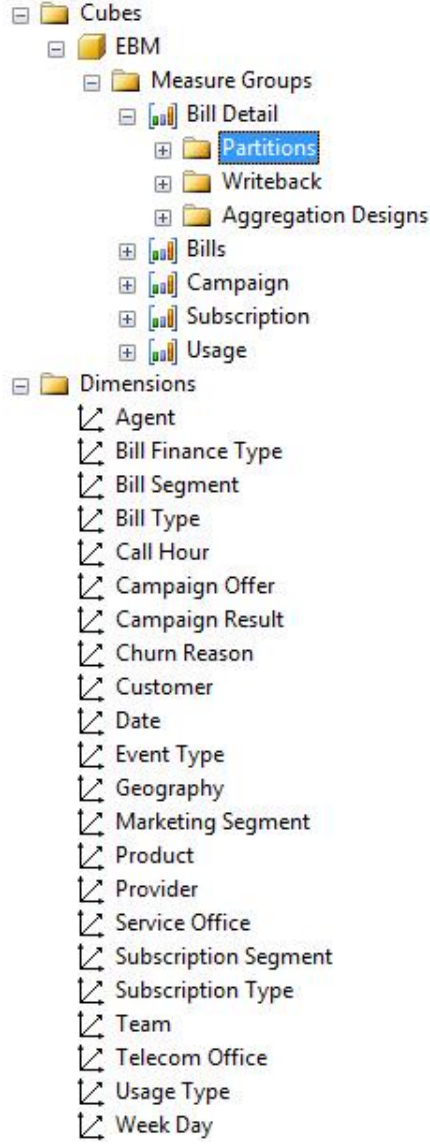 Cubes
EBM
Measure Groups
Bill Detail
Partitions
Writeback
Aggregation Designs
Bills
Campaign
Subscription
Usage
Dimensions
Agent
Bill Finance Type
Bill Segment
Bill Type
Call Hour
Campaign Offer
Campaign Result
Churn Reason
Customer
Date
Event Type
Geography
Marketing Segment
Product
Provider
Service Office
Subscription Segment
Subscription Type
Team
Telecom Office
Usage Type
Week Day